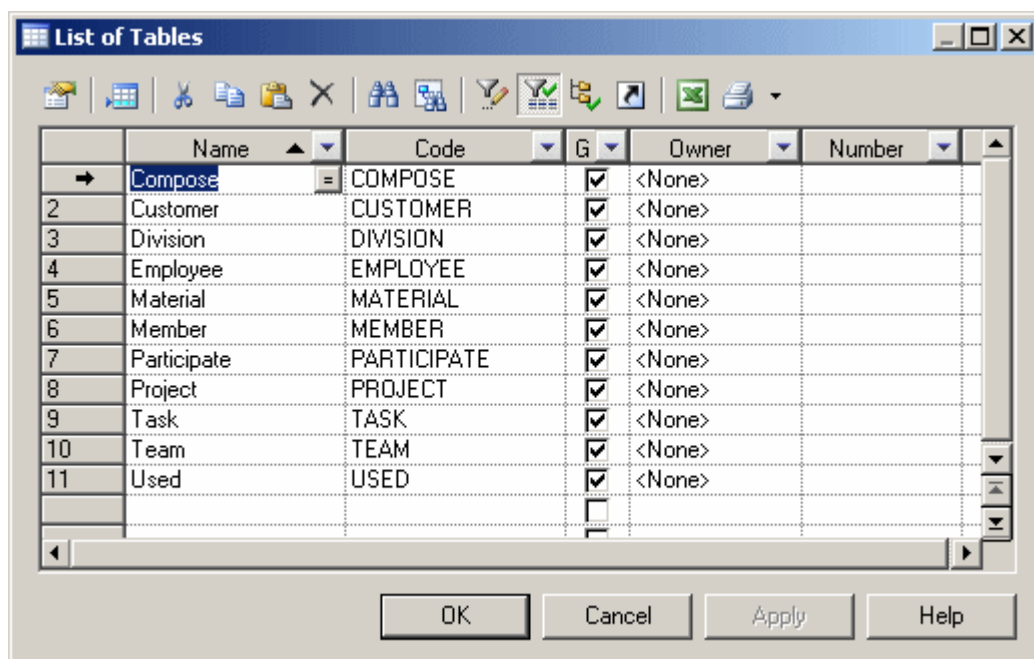 List of Tables
Name Code G Owner Number
Compose = COMPOSE <None>
2 Customer CUSTOMER <None>
3 Division DIVISION <None>
4 Employee EMPLOYEE <None>
5 Material MATERIAL <None>
6 Member MEMBER <None>
7 Participate PARTICIPATE <None>
8 Project PROJECT <None>
9 Task TASK <None>
10 Team TEAM <None>
11 Used USED <None>
OK Cancel Apply Help